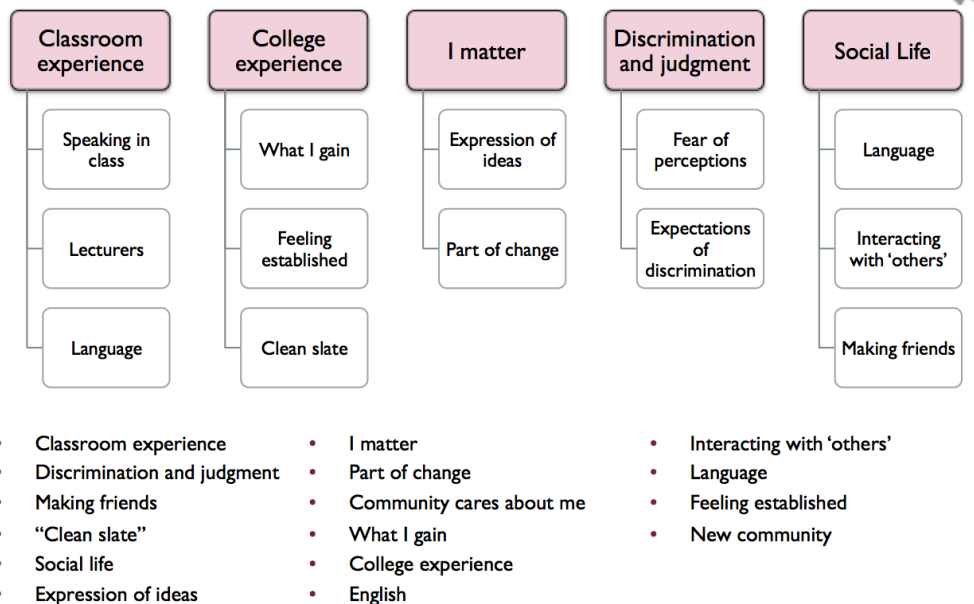 Classroom
experience
Speaking in
class
Lecturers
Language
College
experience
What I gain
Feeling
established
Clean slate
I matter
Expression of
ideas
Part of change
Discrimination
and judgment
Fear of
perceptions
Expectations
of
discrimination
Social Life
Language
Interacting
with ‘others’
Making friends
Classroom experience
Discrimination and judgment
Making friends
“Clean slate”
Social life
Expression of ideas
• I matter
• Part of change
• Community cares about me
• What I gain
• College experience
• English
• Interacting with ‘others’
• Language
• Feeling established
• New community